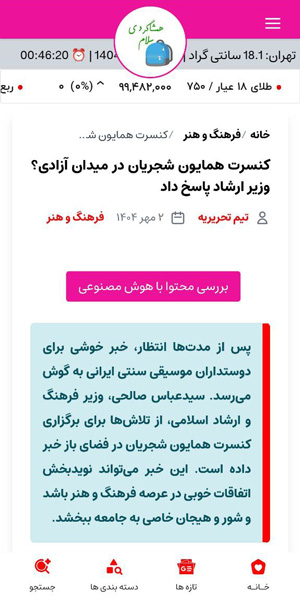 همشاگردی
سلام
تهران: 18.1 سانتی گراد | 1404 | ⏰ 00:46:20
طلای ۱۸ عیار / ۷۵۰ ۹۹,۴۸۲,۰۰۰ (۰%) ۰ ربع
خانه / فرهنگ و هنر / کنسرت همایون ش...
کنسرت همایون شجریان در میدان آزادی؟
وزیر ارشاد پاسخ داد
تیم تحریریه ۲ مهر ۱۴۰۴ فرهنگ و هنر
بررسی محتوا با هوش مصنوعی
پس از مدت‌ها انتظار، خبر خوشی برای
دوستداران موسیقی سنتی ایرانی به گوش
می‌رسد. سیدعباس صالحی، وزیر فرهنگ
و ارشاد اسلامی، از تلاش‌ها برای برگزاری
کنسرت همایون شجریان در فضای باز خبر
داده است. این خبر می‌تواند نویدبخش
اتفاقات خوبی در عرصه فرهنگ و هنر باشد
و شور و هیجان خاصی به جامعه ببخشد.
خـانـه تازه ها دسته بندی ها جستجو